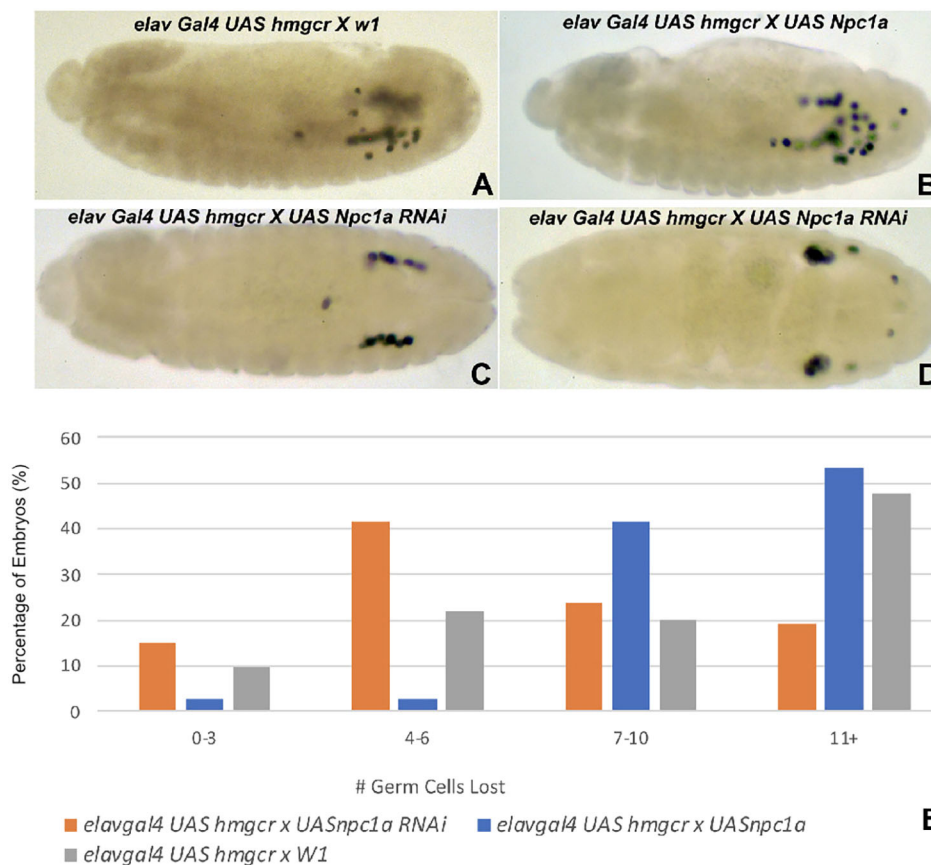 elav Gal4 UAS hmgcr X w1
elav Gal4 UAS hmgcr X UAS Npc1a
A
elav Gal4 UAS hmgcr X UAS Npc1a RNAi
elav Gal4 UAS hmgcr X UAS Npc1a RNAi
C
D
60
50
40
30
20
10
0
Percentage of Embryos (%)
0-3
4-6
7-10
11+
# Germ Cells Lost
elavgal4 UAS hmgcr x UASnpc1a RNAi
elavgal4 UAS hmgcr x UASnpc1a
elavgal4 UAS hmgcr x W1